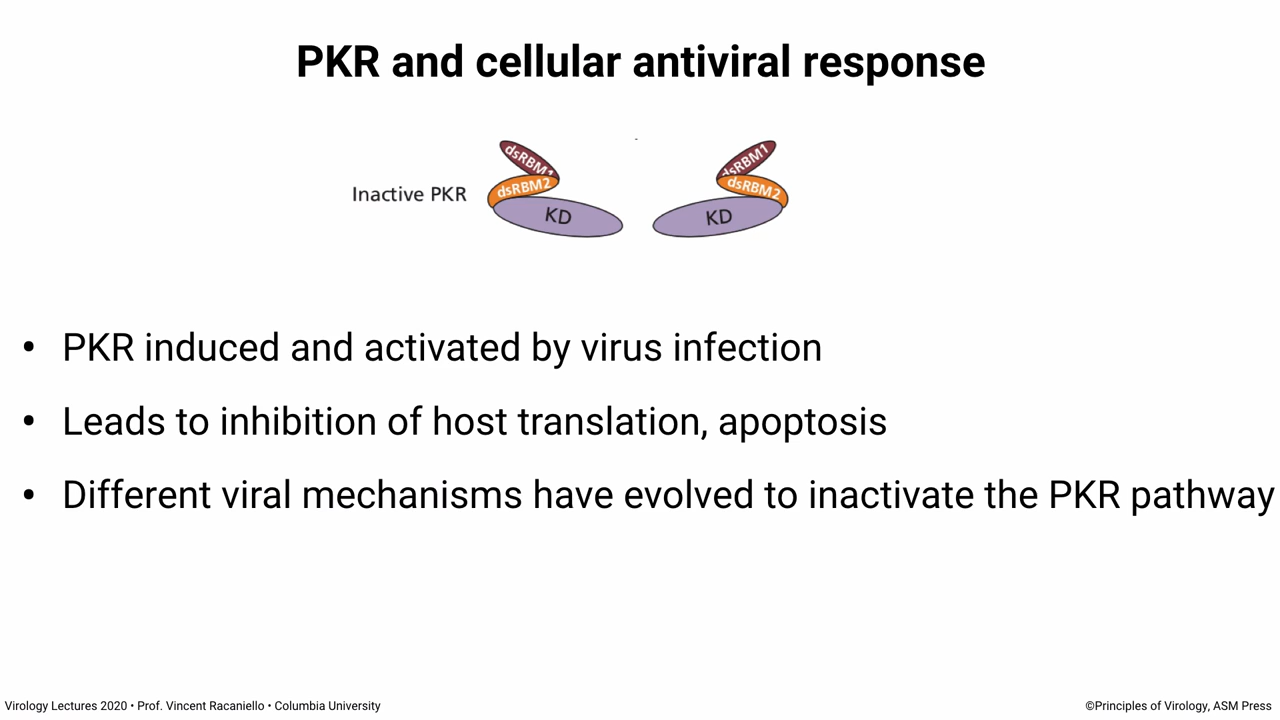 PKR and cellular antiviral response
dsRBM1
dsRBM1
Inactive PKR
dsRBM2
dsRBM2
KD
KD
• PKR induced and activated by virus infection
• Leads to inhibition of host translation, apoptosis
• Different viral mechanisms have evolved to inactivate the PKR pathway
Virology Lectures 2020 • Prof. Vincent Racaniello • Columbia University
©Principles of Virology, ASM Press